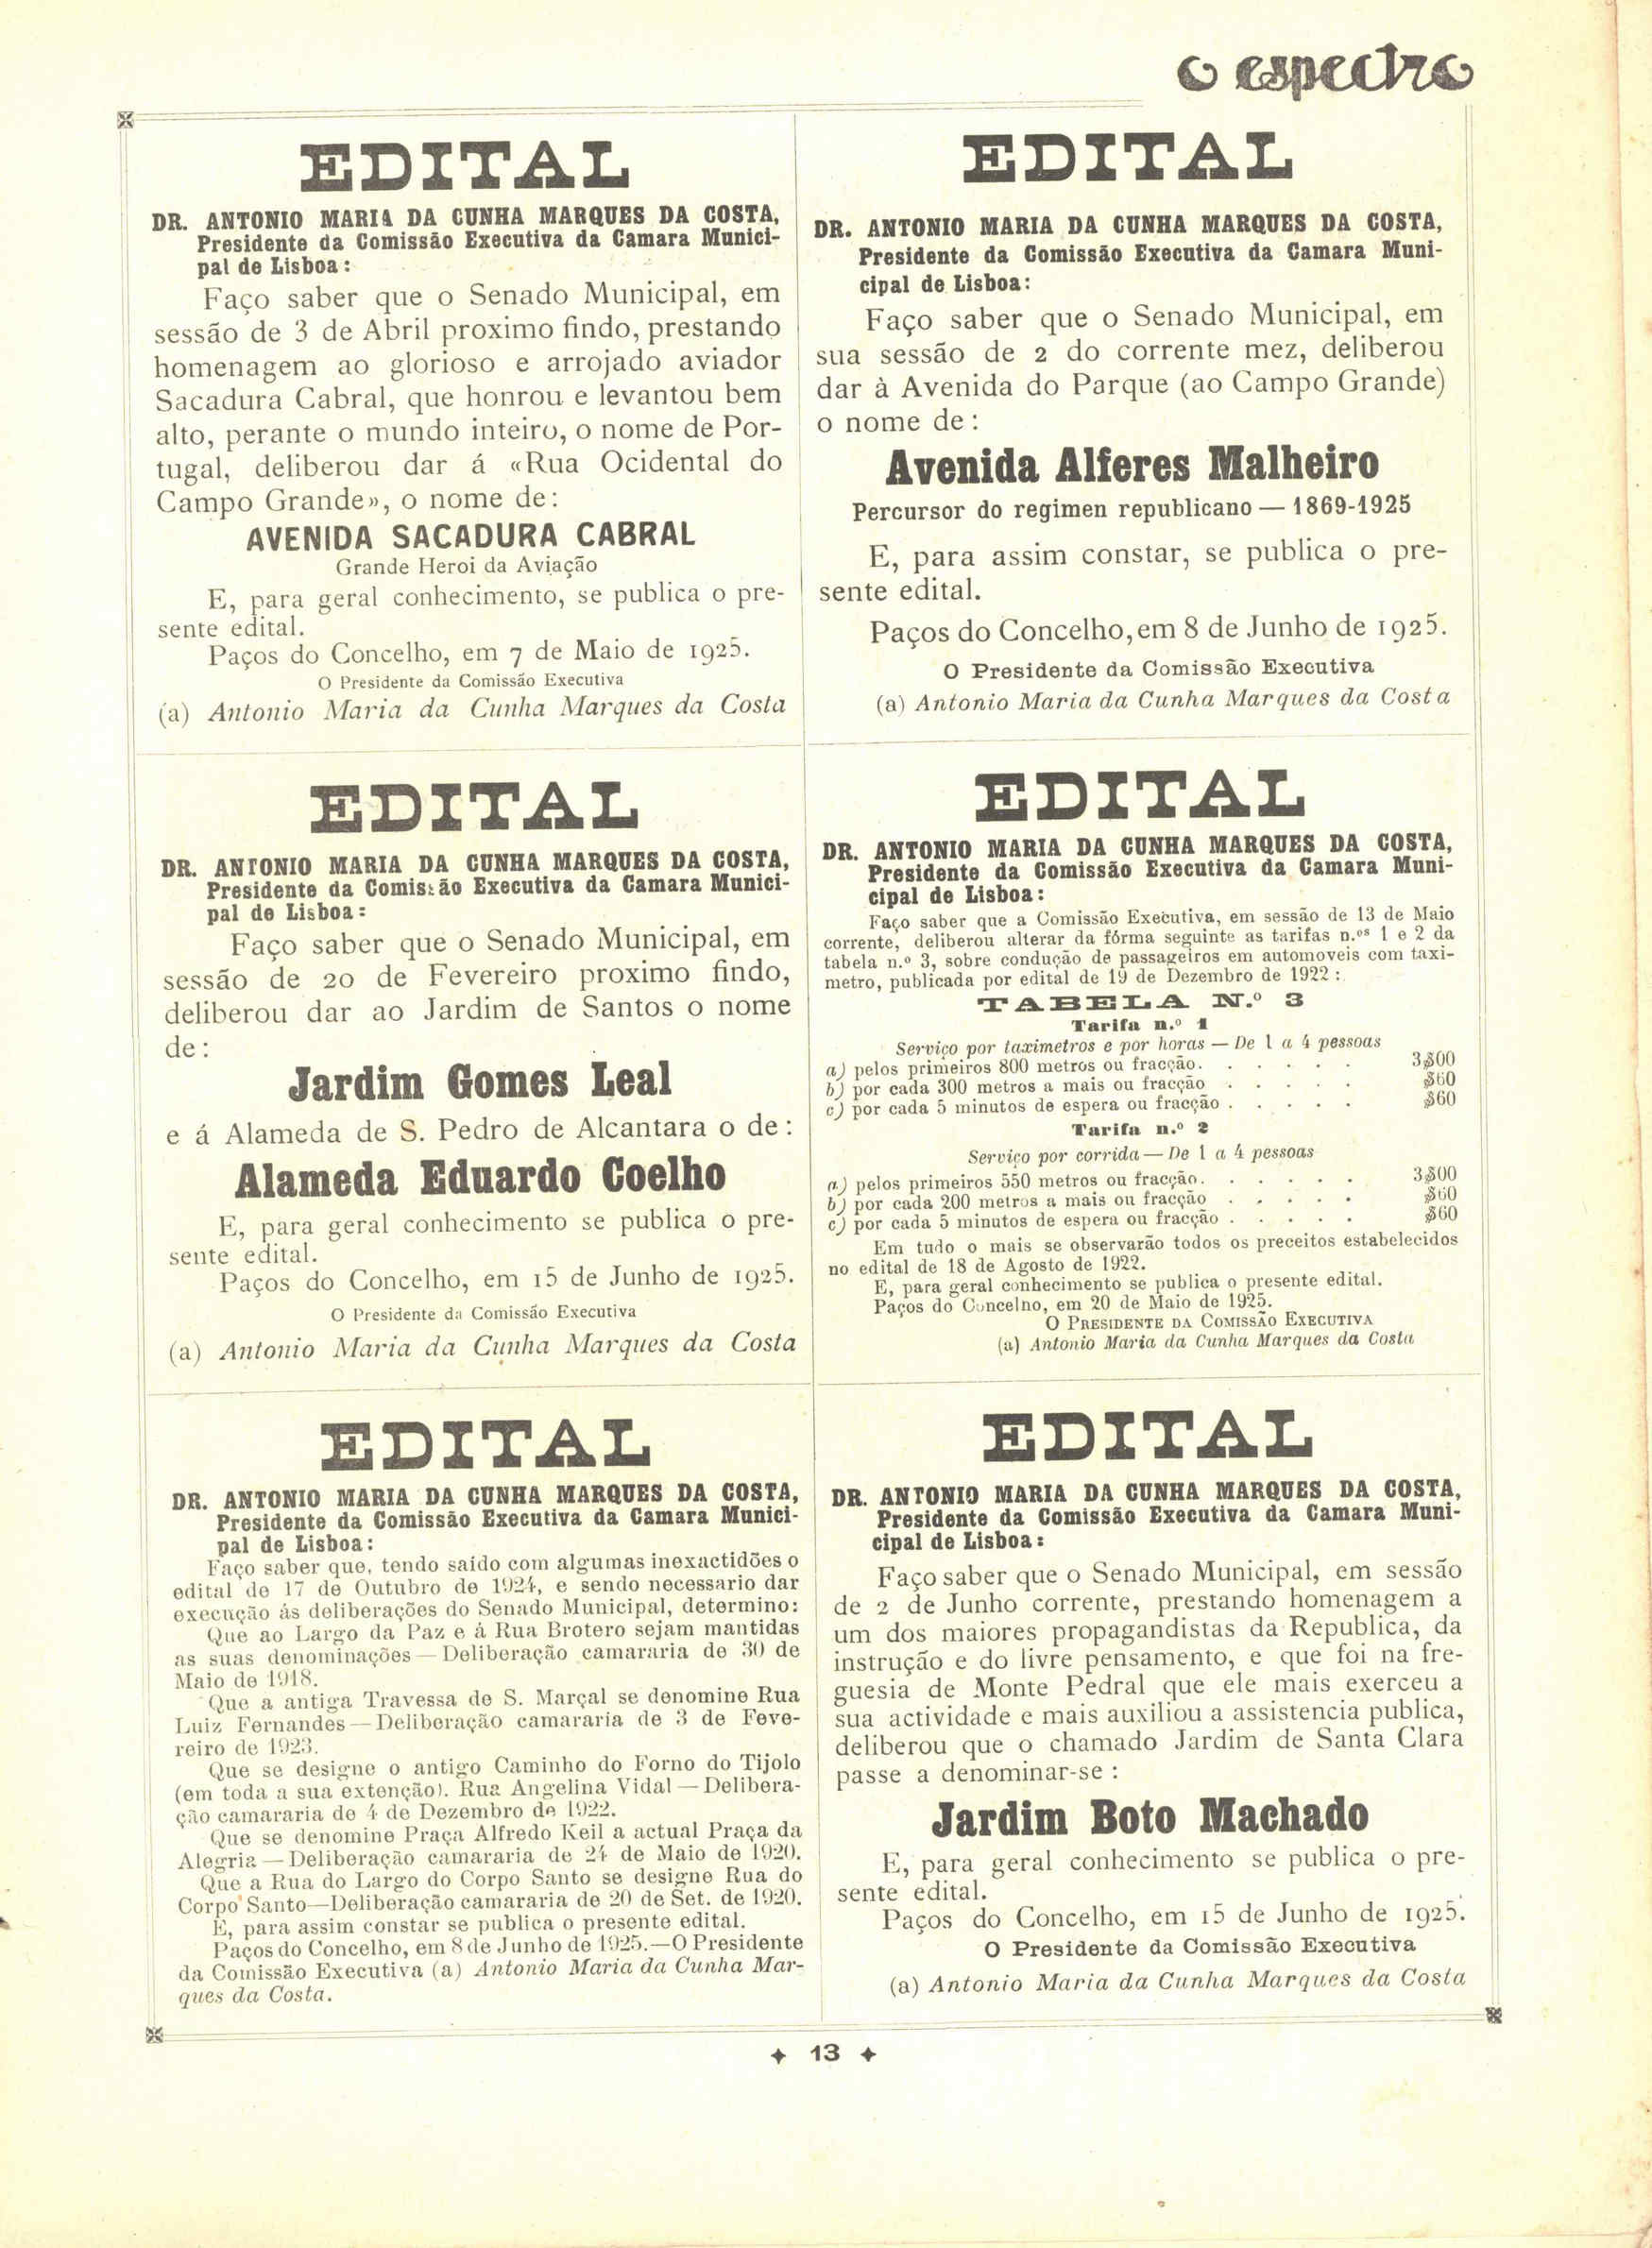 o espectro
EDITAL
DR. ANTONIO MARIA DA CUNHA MARQUES DA COSTA,
Presidente da Comissão Executiva da Camara Munici-
pal de Lisboa:
Faço saber que o Senado Municipal, em
sessão de 3 de Abril proximo findo, prestando
homenagem ao glorioso e arrojado aviador
Sacadura Cabral, que honrou e levantou bem
alto, perante o mundo inteiro, o nome de Por-
tugal, deliberou dar á «Rua Ocidental do
Campo Grande», o nome de:
AVENIDA SACADURA CABRAL
Grande Heroi da Aviação
E, para geral conhecimento, se publica o pre-
sente edital.
Paços do Concelho, em 7 de Maio de 1925.
O Presidente da Comissão Executiva
(a) Antonio Maria da Cunha Marques da Costa
EDITAL
DR. ANTONIO MARIA DA CUNHA MARQUES DA COSTA,
Presidente da Comissão Executiva da Camara Muni-
cipal de Lisboa:
Faço saber que o Senado Municipal, em
sua sessão de 2 do corrente mez, deliberou
dar à Avenida do Parque (ao Campo Grande)
o nome de:
Avenida Alferes Malheiro
Percursor do regimen republicano — 1869-1925
E, para assim constar, se publica o pre-
sente edital.
Paços do Concelho, em 8 de Junho de 1925.
O Presidente da Comissão Executiva
(a) Antonio Maria da Cunha Marques da Costa
EDITAL
DR. ANTONIO MARIA DA CUNHA MARQUES DA COSTA,
Presidente da Comissão Executiva da Camara Munici-
pal de Lisboa:
Faço saber que o Senado Municipal, em
sessão de 20 de Fevereiro proximo findo,
deliberou dar ao Jardim de Santos o nome
de:
Jardim Gomes Leal
e á Alameda de S. Pedro de Alcantara o de:
Alameda Eduardo Coelho
E, para geral conhecimento se publica o pre-
sente edital.
Paços do Concelho, em 15 de Junho de 1925.
O Presidente da Comissão Executiva
(a) Antonio Maria da Cunha Marques da Costa
EDITAL
DR. ANTONIO MARIA DA CUNHA MARQUES DA COSTA,
Presidente da Comissão Executiva da Camara Muni-
cipal de Lisboa:
Faço saber que a Comissão Executiva, em sessão de 13 de Maio
corrente, deliberou alterar da fórma seguinte as tarifas n.os 1 e 2 da
tabela n.º 3, sobre condução de passageiros em automoveis com taxi-
metro, publicada por edital de 19 de Dezembro de 1922:
TABELA N.º 3
Tarifa n.º 1
Serviço por taximetros e por horas — De 1 a 4 pessoas
a) pelos primeiros 800 metros ou fracção. . . . . . 3$00
b) por cada 300 metros a mais ou fracção . . . . . $60
c) por cada 5 minutos de espera ou fracção . . . . . $60
Tarifa n.º 2
Serviço por corrida — De 1 a 4 pessoas
a) pelos primeiros 550 metros ou fracção. . . . . . 3$00
b) por cada 200 metros a mais ou fracção . . . . . $60
c) por cada 5 minutos de espera ou fracção . . . . . $60
Em tudo o mais se observarão todos os preceitos estabelecidos
no edital de 18 de Agosto de 1922.
E, para geral conhecimento se publica o presente edital.
Paços do Concelho, em 20 de Maio de 1925.
O PRESIDENTE DA COMISSÃO EXECUTIVA
(a) Antonio Maria da Cunha Marques da Costa
EDITAL
DR. ANTONIO MARIA DA CUNHA MARQUES DA COSTA,
Presidente da Comissão Executiva da Camara Munici-
pal de Lisboa:
Faço saber que, tendo saído com algumas inexactidões o
edital de 17 de Outubro de 1924, e sendo necessario dar
execução ás deliberações do Senado Municipal, determino:
Que ao Largo da Paz e á Rua Brotero sejam mantidas
as suas denominações — Deliberação camararia de 30 de
Maio de 1918.
Que a antiga Travessa de S. Marçal se denomine Rua
Luiz Fernandes — Deliberação camararia de 3 de Feve-
reiro de 1923.
Que se designe o antigo Caminho do Forno do Tijolo
(em toda a sua extenção). Rua Angelina Vidal — Delibera-
ção camararia de 4 de Dezembro de 1922.
Que se denomine Praça Alfredo Keil a actual Praça da
Alegria — Deliberação camararia de 24 de Maio de 1920.
Que a Rua do Largo do Corpo Santo se designe Rua do
Corpo Santo—Deliberação camararia de 20 de Set. de 1920.
E, para assim constar se publica o presente edital.
Paços do Concelho, em 8 de Junho de 1925.—O Presidente
da Comissão Executiva (a) Antonio Maria da Cunha Mar-
ques da Costa.
EDITAL
DR. ANTONIO MARIA DA CUNHA MARQUES DA COSTA,
Presidente da Comissão Executiva da Camara Muni-
cipal de Lisboa:
Faço saber que o Senado Municipal, em sessão
de 2 de Junho corrente, prestando homenagem a
um dos maiores propagandistas da Republica, da
instrução e do livre pensamento, e que foi na fre-
guesia de Monte Pedral que ele mais exerceu a
sua actividade e mais auxiliou a assistencia publica,
deliberou que o chamado Jardim de Santa Clara
passe a denominar-se:
Jardim Boto Machado
E, para geral conhecimento se publica o pre-
sente edital.
Paços do Concelho, em 15 de Junho de 1925.
O Presidente da Comissão Executiva
(a) Antonio Maria da Cunha Marques da Costa
13